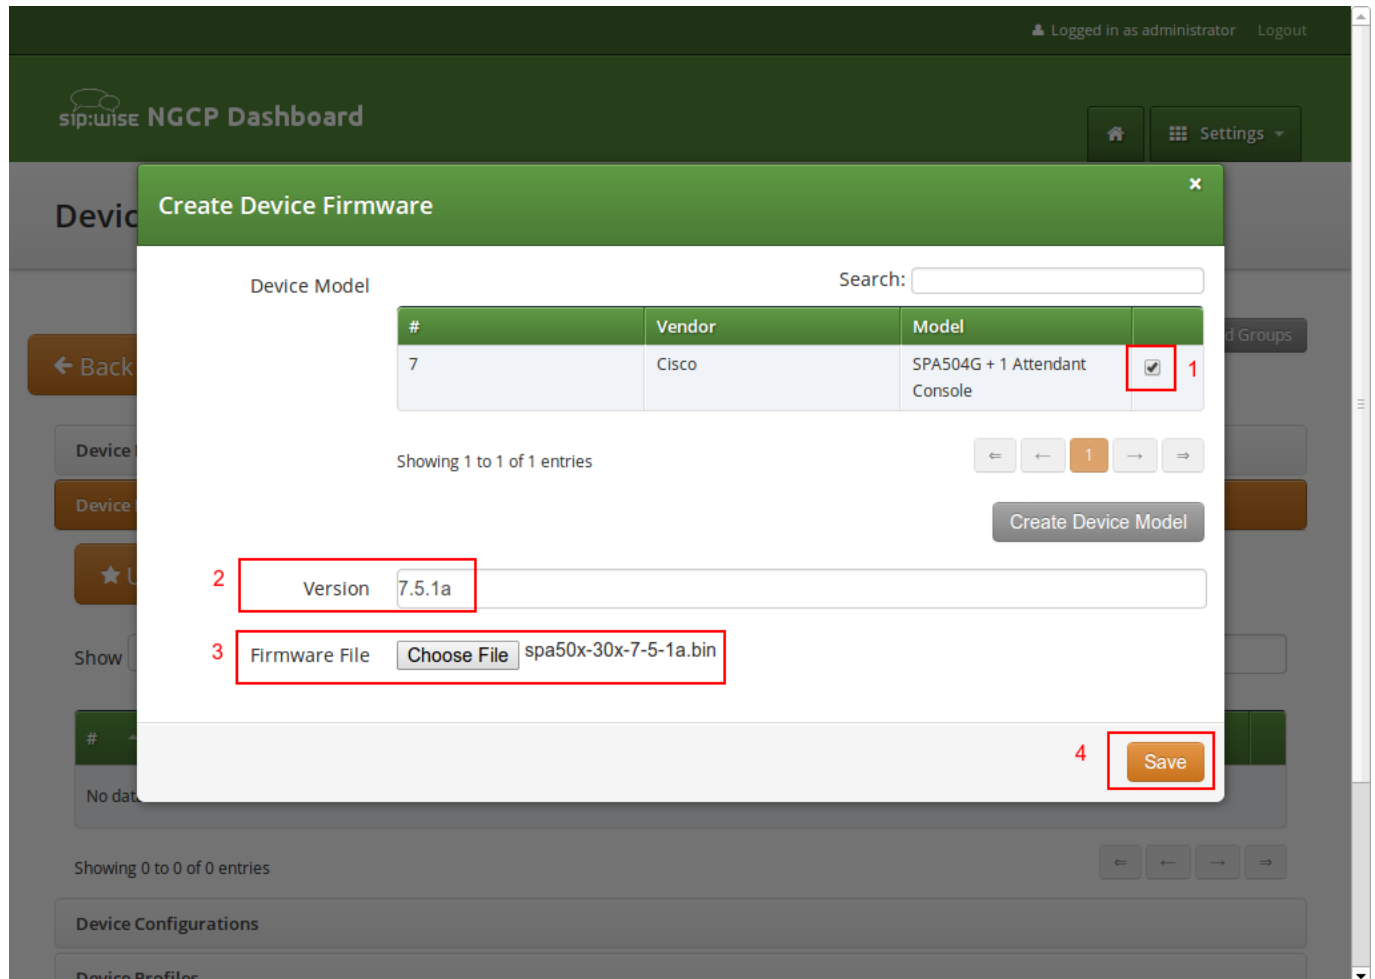 Logged in as administrator Logout
sip:wise NGCP Dashboard
Settings
Devic
Create Device Firmware
×
Device Model
Search:
# Vendor Model
7 Cisco SPA504G + 1 Attendant Console
1
d Groups
Back
Device
Showing 1 to 1 of 1 entries
⇐ ← 1 → ⇒
Device
Create Device Model
U
2
Version 7.5.1a
3
Firmware File Choose File spa50x-30x-7-5-1a.bin
Show
#
4
Save
No dat
Showing 0 to 0 of 0 entries
⇐ ← → ⇒
Device Configurations
Device Profiles